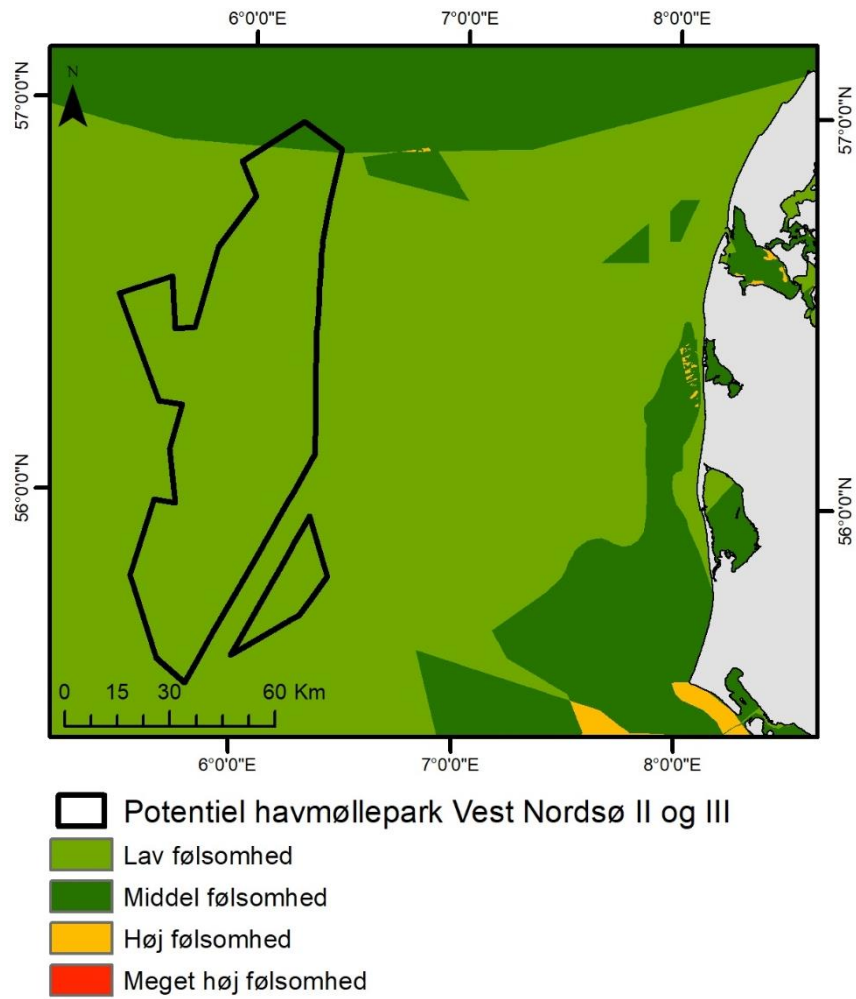 6°0'0"E 7°0'0"E 8°0'0"E
57°0'0"N
N
57°0'0"N
56°0'0"N
56°0'0"N
0 15 30 60 Km
6°0'0"E 7°0'0"E 8°0'0"E
Potentiel havmøllepark Vest Nordsø II og III
Lav følsomhed
Middel følsomhed
Høj følsomhed
Meget høj følsomhed